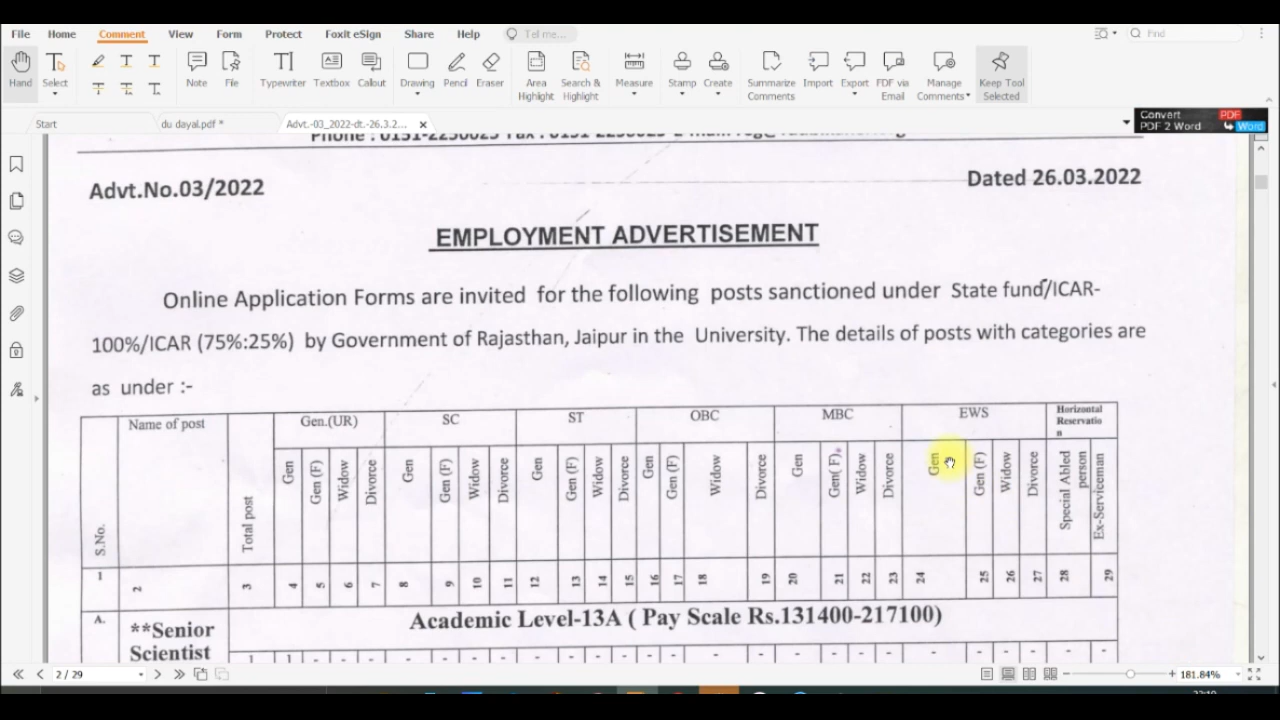 File Home Comment View Form Protect Foxit eSign Share Help Tell me... Find
Hand Select Note File Typewriter Textbox Callout Drawing Pencil Eraser Area Highlight Search & Highlight Measure Stamp Create Summarize Comments Import Export FDF via Email Manage Comments Keep Tool Selected
Start du dayal.pdf * Advt.-03_2022-dt.-26.3.2... Convert PDF 2 Word PDF Word
Advt.No.03/2022 Dated 26.03.2022
EMPLOYMENT ADVERTISEMENT
Online Application Forms are invited for the following posts sanctioned under State fund/ICAR-
100%/ICAR (75%:25%) by Government of Rajasthan, Jaipur in the University. The details of posts with categories are
as under :-
S.No. Name of post Total post Gen.(UR) SC ST OBC MBC EWS Horizontal Reservatio n
Gen Gen (F) Widow Divorce Gen Gen (F) Widow Divorce Gen Gen (F) Widow Divorce Gen Gen (F) Widow Divorce Gen Gen( F) Widow Divorce Gen Gen (F) Widow Divorce Special Abled person Ex-Serviceman
1 2 3 4 5 6 7 8 9 10 11 12 13 14 15 16 17 18 19 20 21 22 23 24 25 26 27 28 29
A. **Senior Scientist Academic Level-13A ( Pay Scale Rs.131400-217100)
1 1 - - - - - - - - - - - - - - - - - - - - - - - - -
2 / 29 181.84%